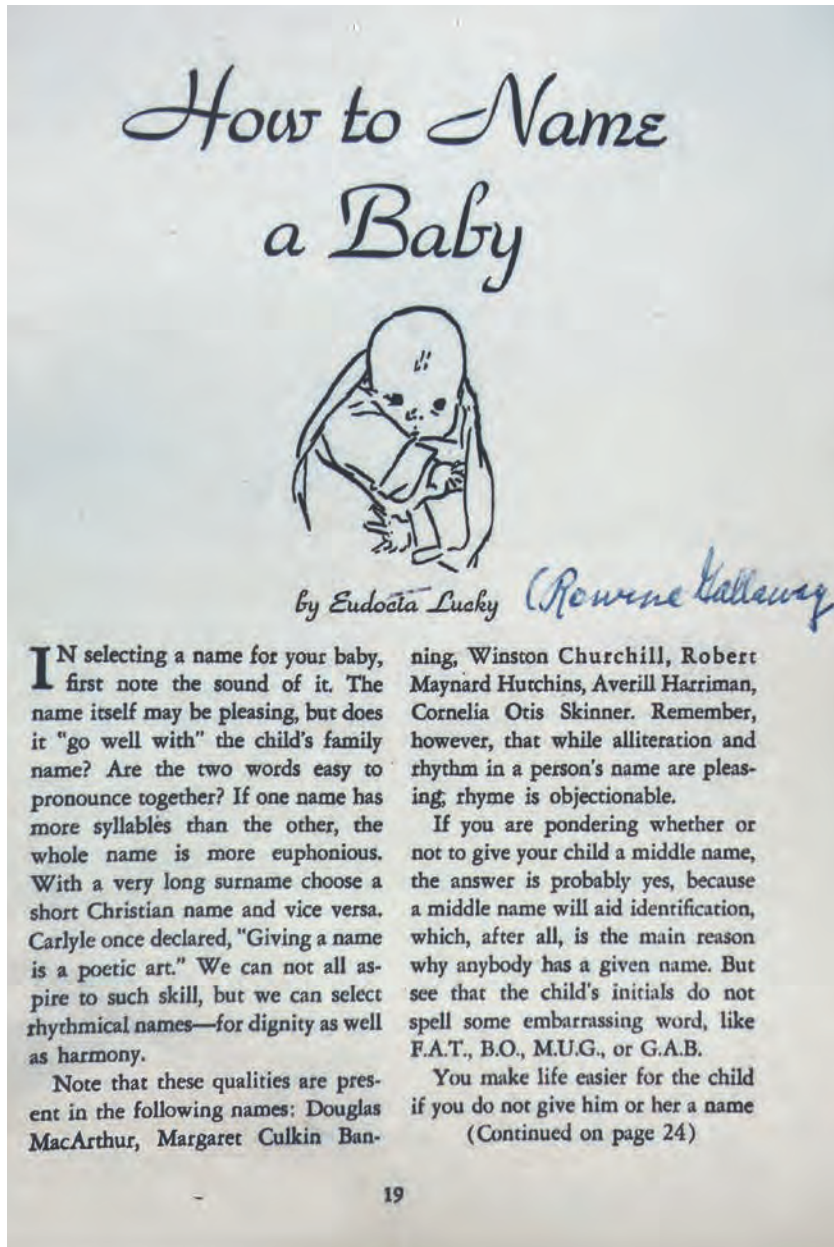 How to Name
a Baby
by Eudocia Lucky (Rowene Gallaway
IN selecting a name for your baby,
first note the sound of it. The
name itself may be pleasing, but does
it "go well with" the child's family
name? Are the two words easy to
pronounce together? If one name has
more syllables than the other, the
whole name is more euphonious.
With a very long surname choose a
short Christian name and vice versa.
Carlyle once declared, "Giving a name
is a poetic art." We can not all as-
pire to such skill, but we can select
rhythmical names—for dignity as well
as harmony.
Note that these qualities are pres-
ent in the following names: Douglas
MacArthur, Margaret Culkin Ban-
ning, Winston Churchill, Robert
Maynard Hutchins, Averill Harriman,
Cornelia Otis Skinner. Remember,
however, that while alliteration and
rhythm in a person's name are pleas-
ing, rhyme is objectionable.
If you are pondering whether or
not to give your child a middle name,
the answer is probably yes, because
a middle name will aid identification,
which, after all, is the main reason
why anybody has a given name. But
see that the child's initials do not
spell some embarrassing word, like
F.A.T., B.O., M.U.G., or G.A.B.
You make life easier for the child
if you do not give him or her a name
(Continued on page 24)
19